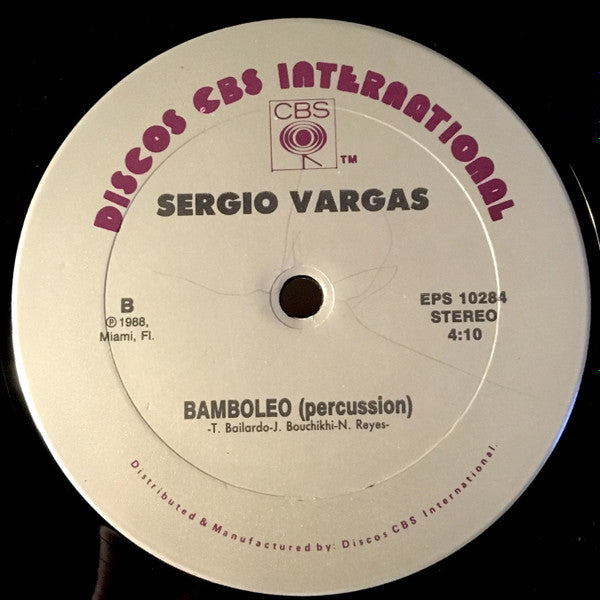 DISCOS CBS INTERNATIONAL
CBS
TM
SERGIO VARGAS
B
℗ 1988,
Miami, Fl.
EPS 10284
STEREO
4:10
BAMBOLEO (percussion)
-T. Bailardo-J. Bouchikhi-N. Reyes-
Distributed & Manufactured by: Discos CBS International.